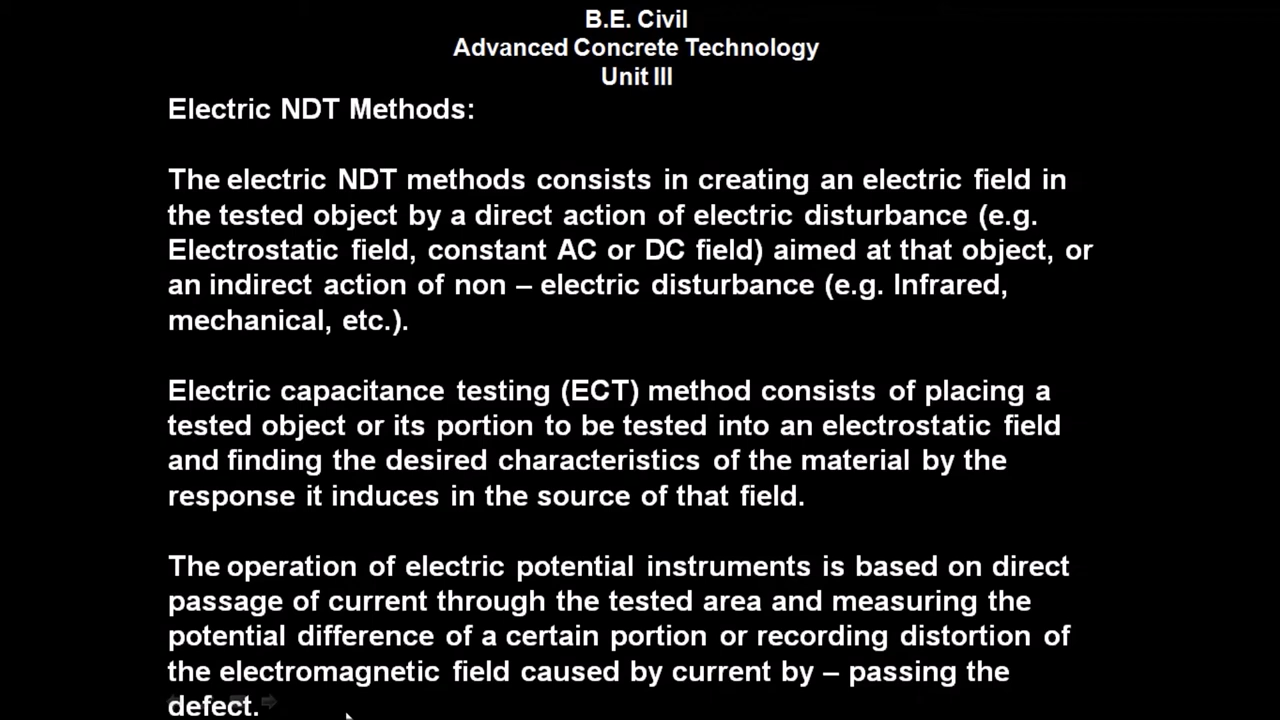 B.E. Civil
Advanced Concrete Technology
Unit III
Electric NDT Methods:
The electric NDT methods consists in creating an electric field in
the tested object by a direct action of electric disturbance (e.g.
Electrostatic field, constant AC or DC field) aimed at that object, or
an indirect action of non – electric disturbance (e.g. Infrared,
mechanical, etc.).
Electric capacitance testing (ECT) method consists of placing a
tested object or its portion to be tested into an electrostatic field
and finding the desired characteristics of the material by the
response it induces in the source of that field.
The operation of electric potential instruments is based on direct
passage of current through the tested area and measuring the
potential difference of a certain portion or recording distortion of
the electromagnetic field caused by current by – passing the
defect.